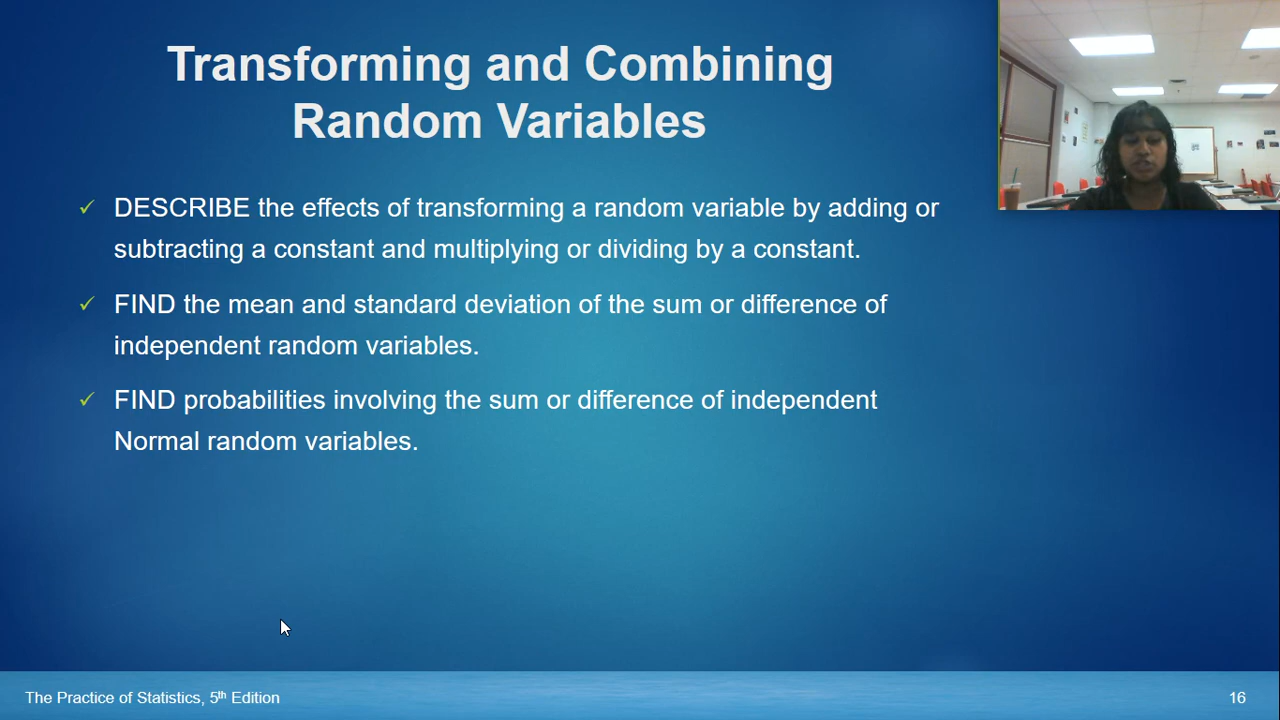 Transforming and Combining
Random Variables
✓ DESCRIBE the effects of transforming a random variable by adding or
subtracting a constant and multiplying or dividing by a constant.
✓ FIND the mean and standard deviation of the sum or difference of
independent random variables.
✓ FIND probabilities involving the sum or difference of independent
Normal random variables.
The Practice of Statistics, 5th Edition
16